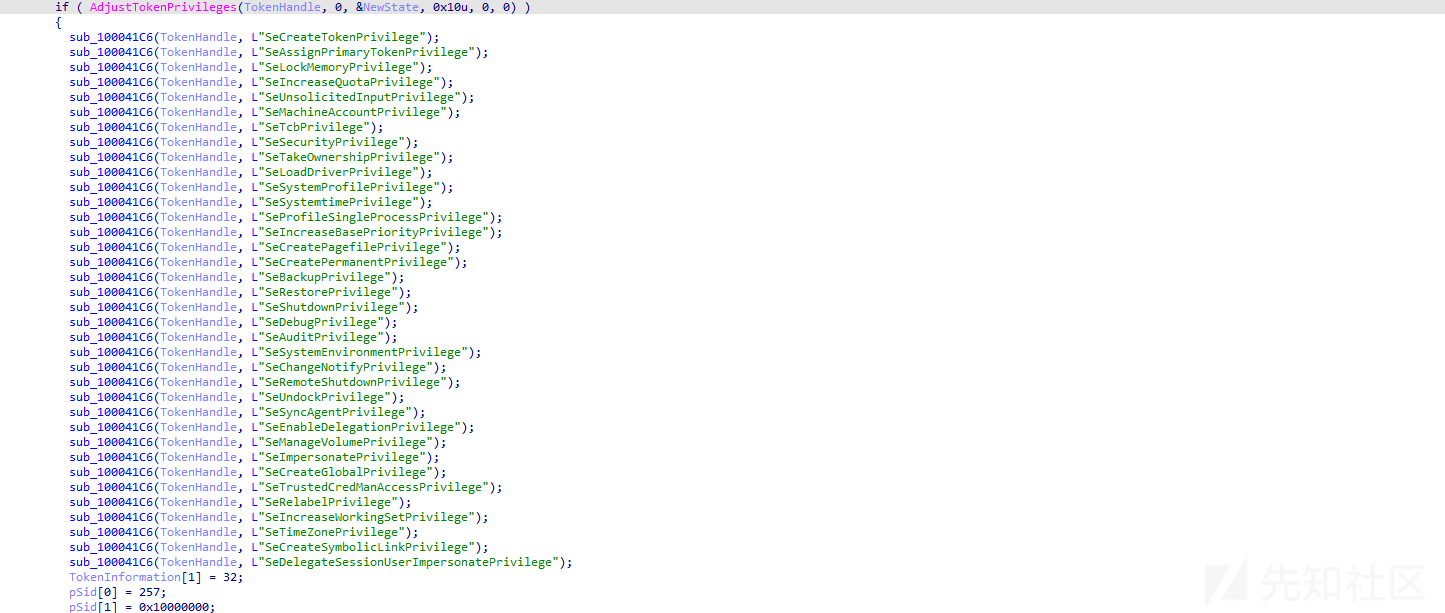 if ( AdjustTokenPrivileges(TokenHandle, 0, &NewState, 0x10u, 0, 0) )
{
sub_100041C6(TokenHandle, L"SeCreateTokenPrivilege");
sub_100041C6(TokenHandle, L"SeAssignPrimaryTokenPrivilege");
sub_100041C6(TokenHandle, L"SeLockMemoryPrivilege");
sub_100041C6(TokenHandle, L"SeIncreaseQuotaPrivilege");
sub_100041C6(TokenHandle, L"SeUnsolicitedInputPrivilege");
sub_100041C6(TokenHandle, L"SeMachineAccountPrivilege");
sub_100041C6(TokenHandle, L"SeTcbPrivilege");
sub_100041C6(TokenHandle, L"SeSecurityPrivilege");
sub_100041C6(TokenHandle, L"SeTakeOwnershipPrivilege");
sub_100041C6(TokenHandle, L"SeLoadDriverPrivilege");
sub_100041C6(TokenHandle, L"SeSystemProfilePrivilege");
sub_100041C6(TokenHandle, L"SeSystemtimePrivilege");
sub_100041C6(TokenHandle, L"SeProfileSingleProcessPrivilege");
sub_100041C6(TokenHandle, L"SeIncreaseBasePriorityPrivilege");
sub_100041C6(TokenHandle, L"SeCreatePagefilePrivilege");
sub_100041C6(TokenHandle, L"SeCreatePermanentPrivilege");
sub_100041C6(TokenHandle, L"SeBackupPrivilege");
sub_100041C6(TokenHandle, L"SeRestorePrivilege");
sub_100041C6(TokenHandle, L"SeShutdownPrivilege");
sub_100041C6(TokenHandle, L"SeDebugPrivilege");
sub_100041C6(TokenHandle, L"SeAuditPrivilege");
sub_100041C6(TokenHandle, L"SeSystemEnvironmentPrivilege");
sub_100041C6(TokenHandle, L"SeChangeNotifyPrivilege");
sub_100041C6(TokenHandle, L"SeRemoteShutdownPrivilege");
sub_100041C6(TokenHandle, L"SeUndockPrivilege");
sub_100041C6(TokenHandle, L"SeSyncAgentPrivilege");
sub_100041C6(TokenHandle, L"SeEnableDelegationPrivilege");
sub_100041C6(TokenHandle, L"SeManageVolumePrivilege");
sub_100041C6(TokenHandle, L"SeImpersonatePrivilege");
sub_100041C6(TokenHandle, L"SeCreateGlobalPrivilege");
sub_100041C6(TokenHandle, L"SeTrustedCredManAccessPrivilege");
sub_100041C6(TokenHandle, L"SeRelabelPrivilege");
sub_100041C6(TokenHandle, L"SeIncreaseWorkingSetPrivilege");
sub_100041C6(TokenHandle, L"SeTimeZonePrivilege");
sub_100041C6(TokenHandle, L"SeCreateSymbolicLinkPrivilege");
sub_100041C6(TokenHandle, L"SeDelegateSessionUserImpersonatePrivilege");
TokenInformation[1] = 32;
pSid[0] = 257;
pSid[1] = 0x10000000;
先知社区